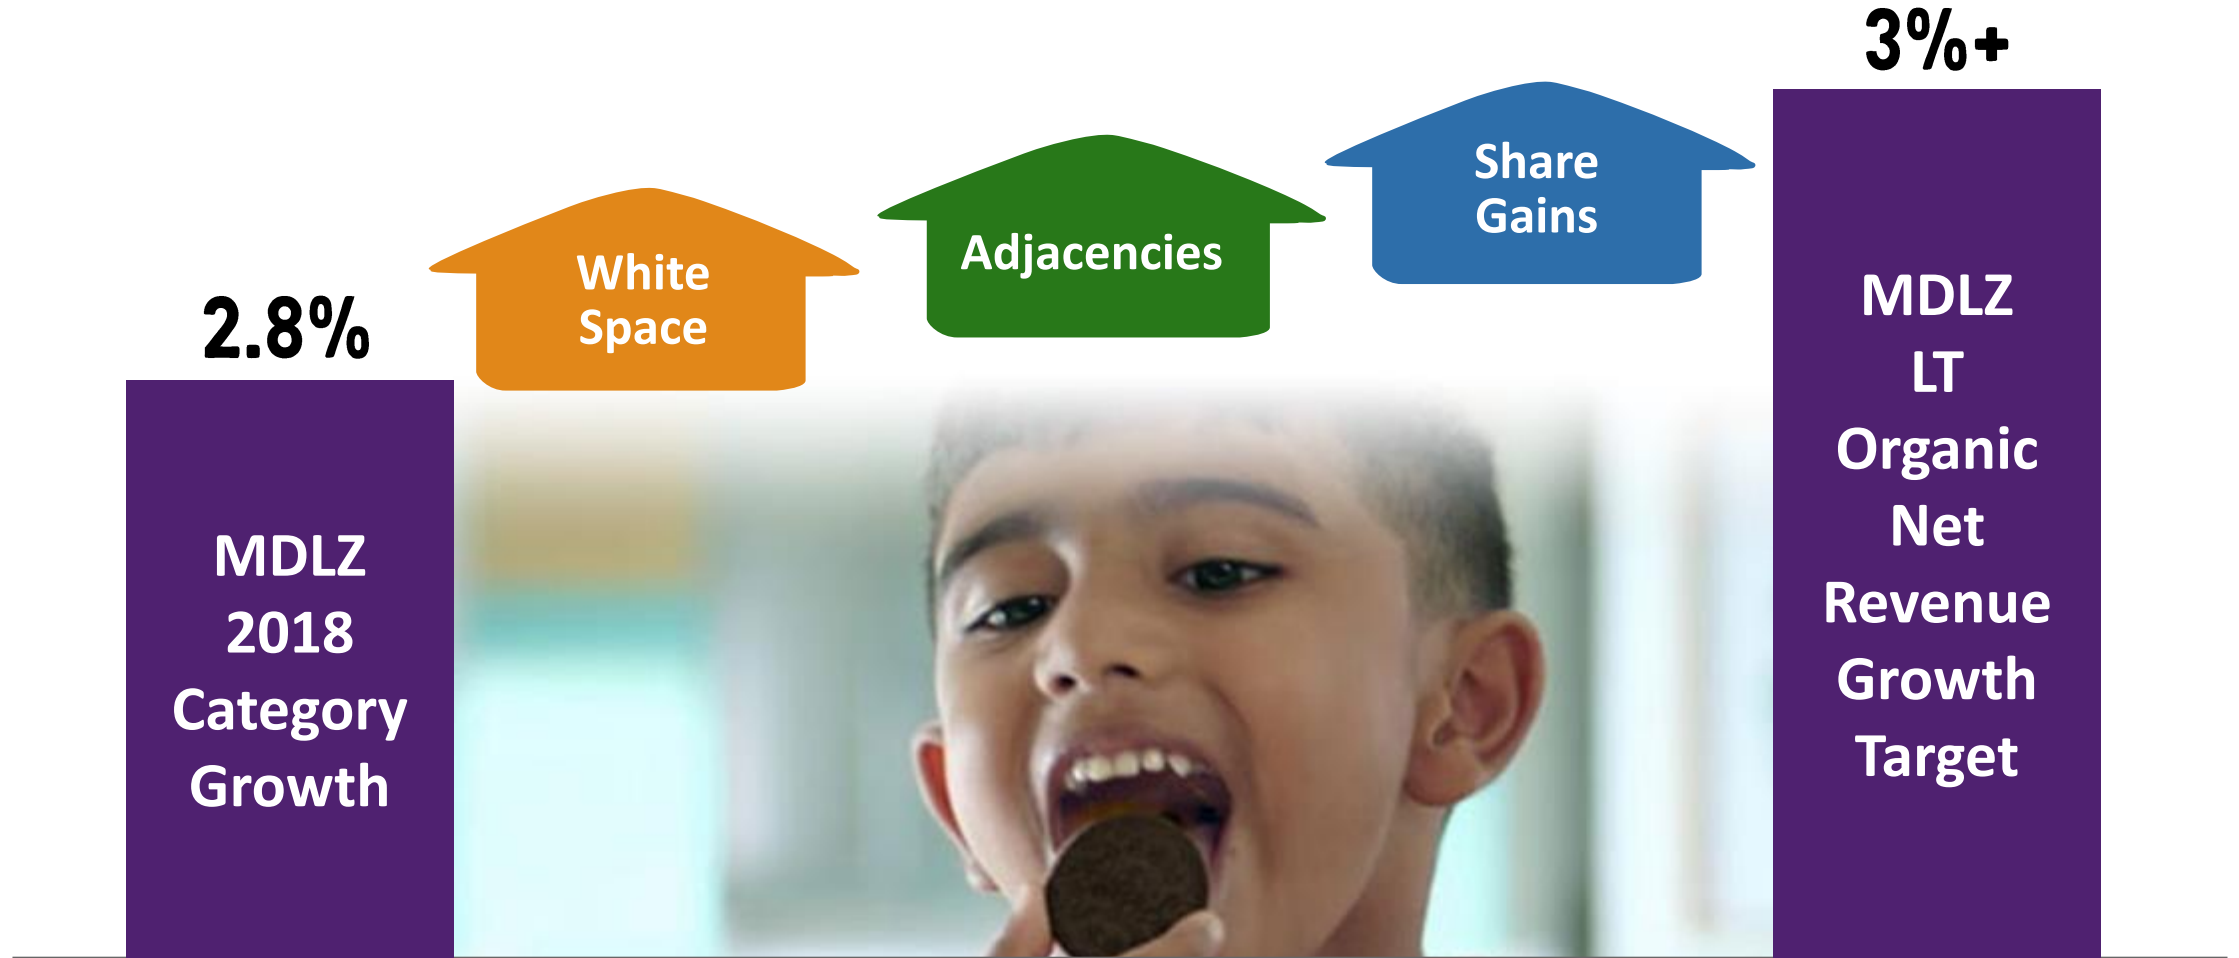 2.8%
MDLZ
2018
Category
Growth
White
Space
Adjacencies
Share
Gains
3%+
MDLZ
LT
Organic
Net
Revenue
Growth
Target